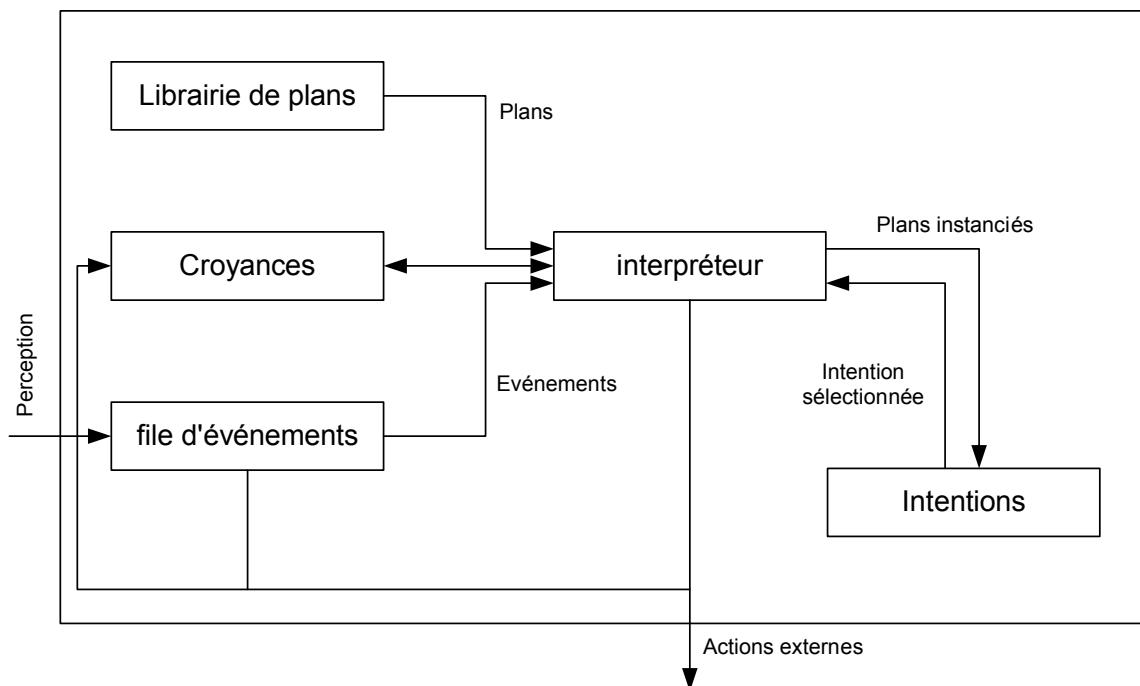 Librairie de plans
Plans
Croyances
interpréteur
Plans instanciés
Perception
file d'événements
Evénements
Intention
sélectionnée
Intentions
Actions externes